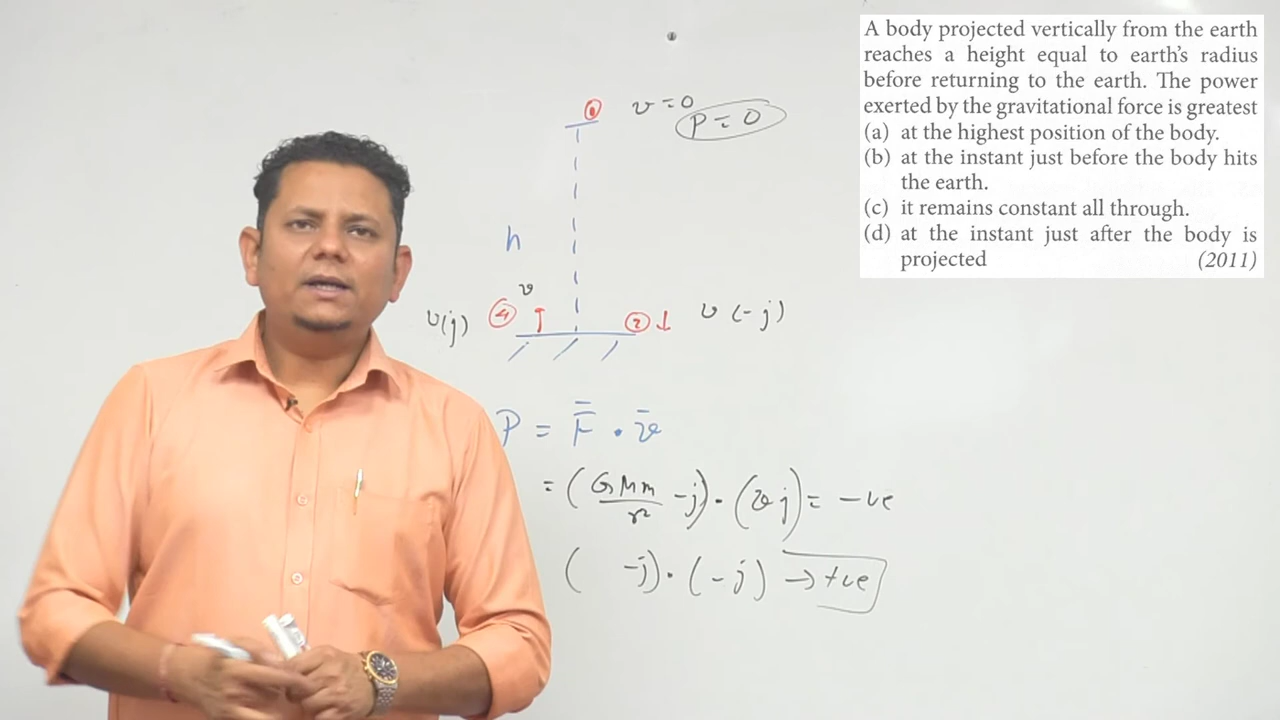 A body projected vertically from the earth
reaches a height equal to earth's radius
before returning to the earth. The power
exerted by the gravitational force is greatest
(a) at the highest position of the body.
(b) at the instant just before the body hits
the earth.
(c) it remains constant all through.
(d) at the instant just after the body is
projected (2011)
v = 0
P = 0
h
v
v(j)
v (-j)
P = F̄ · v̄
= (GMm/r² -j) · (v j) = -ve
( -j) · (-j) → +ve